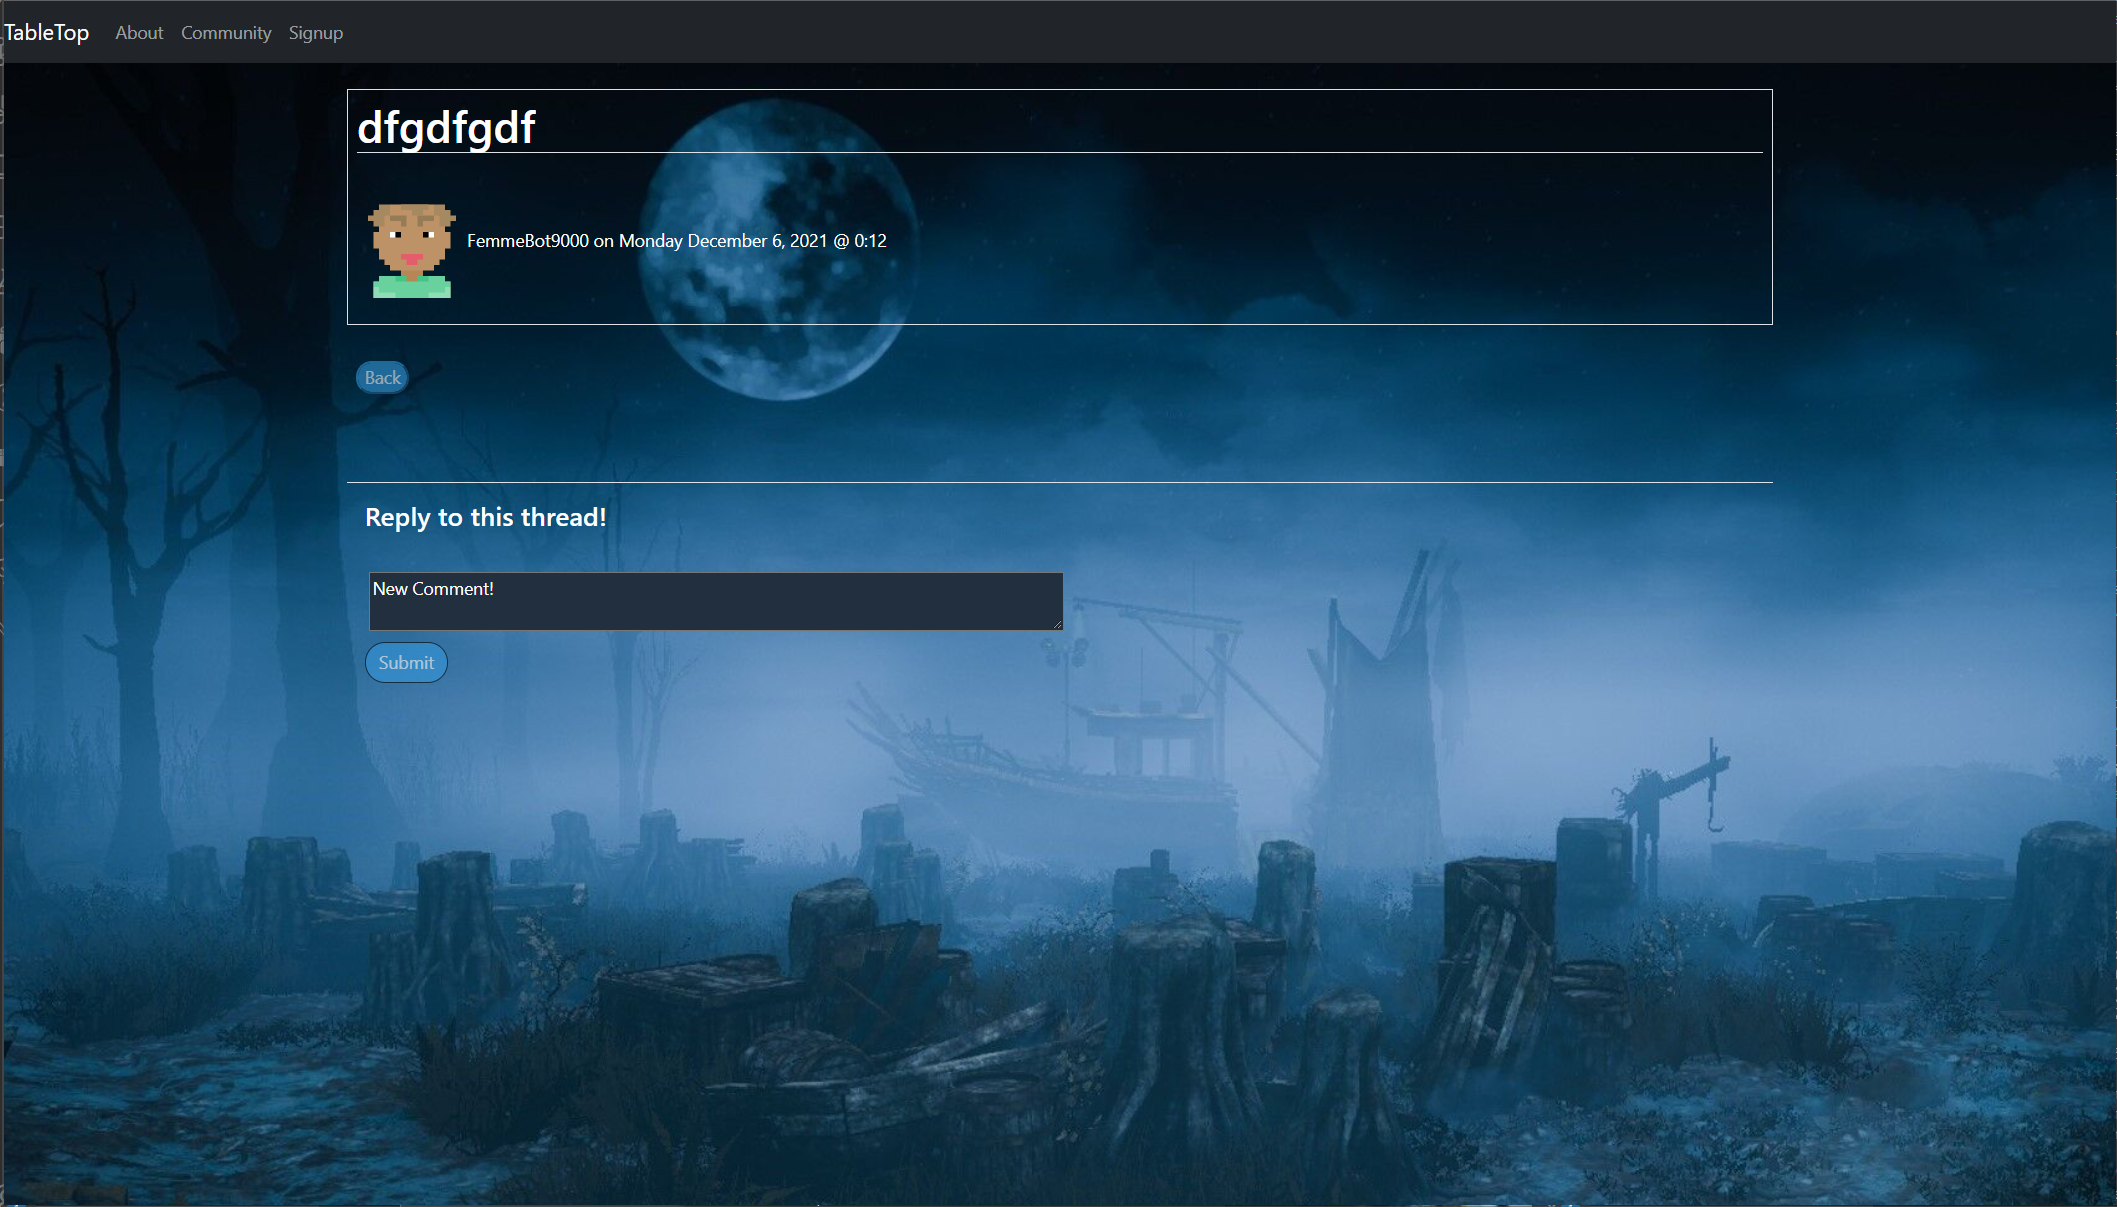 TableTop About Community Signup
dfgdfgdf
FemmeBot9000 on Monday December 6, 2021 @ 0:12
Back
Reply to this thread!
New Comment!
Submit